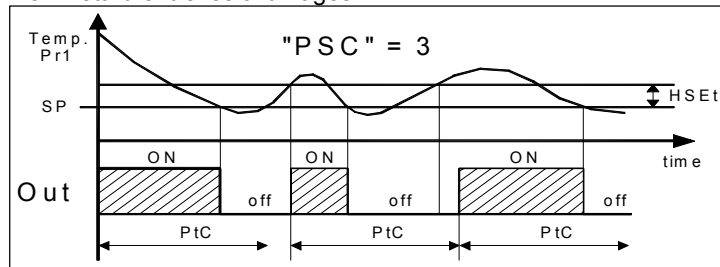 Temp.
Pr1
"PSC" = 3
HSEt
SP
time
ON
ON
ON
Out
off
off
off
PtC
PtC
PtC